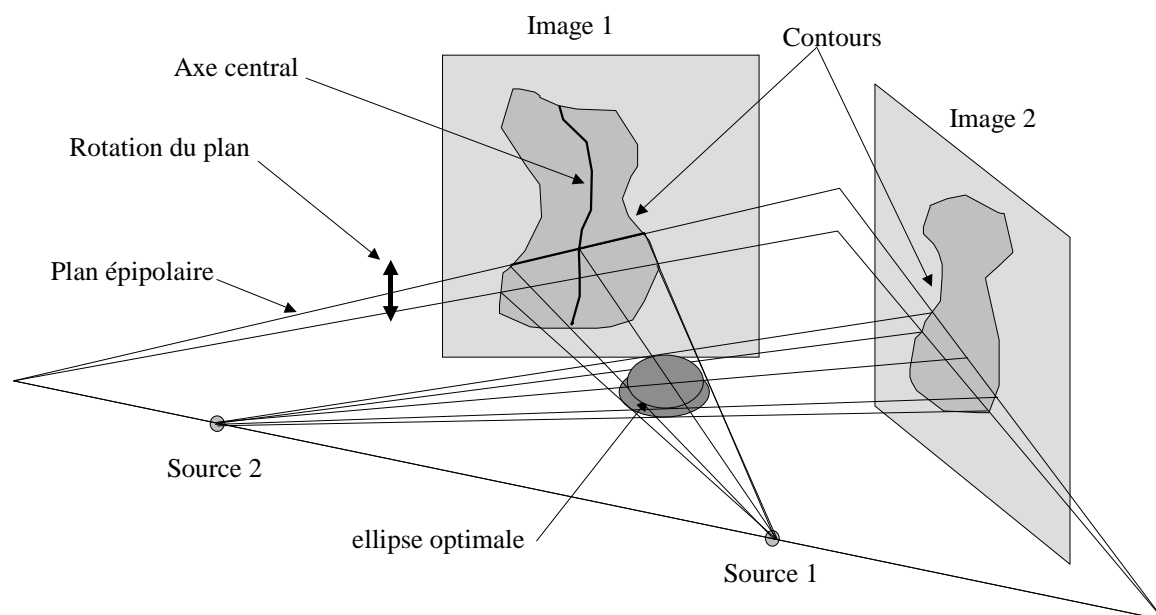 Image 1
Contours
Axe central
Image 2
Rotation du plan
Plan épipolaire
Source 2
ellipse optimale
Source 1